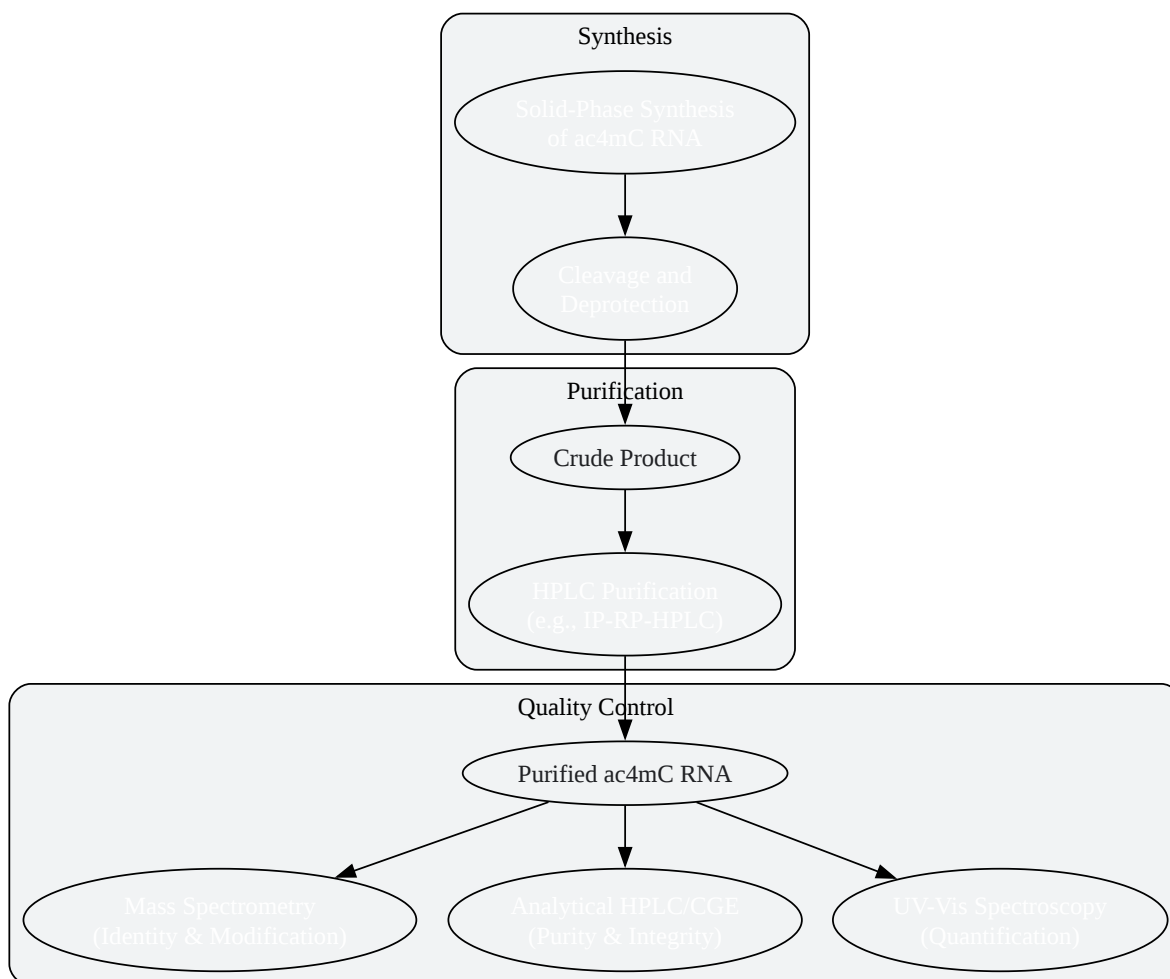 Synthesis
Solid-Phase Synthesis
of ac4mC RNA
Cleavage and
Deprotection
Purification
Crude Product
HPLC Purification
(e.g., IP-RP-HPLC)
Quality Control
Purified ac4mC RNA
Mass Spectrometry
(Identity & Modification)
Analytical HPLC/CGE
(Purity & Integrity)
UV-Vis Spectroscopy
(Quantification)